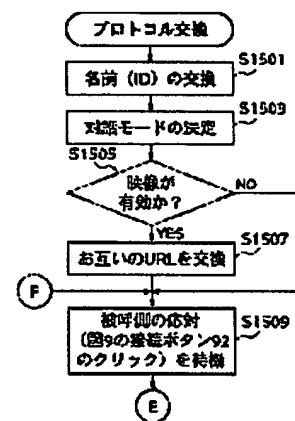 プロトコル交換
S1501
名前（ID）の交換
S1503
対話モードの決定
S1505
映像が
有効か？
NO
YES
S1507
お互いのURLを交換
F
S1509
被呼側の応対
（図9の接続ボタン92
のクリック）を待機
E